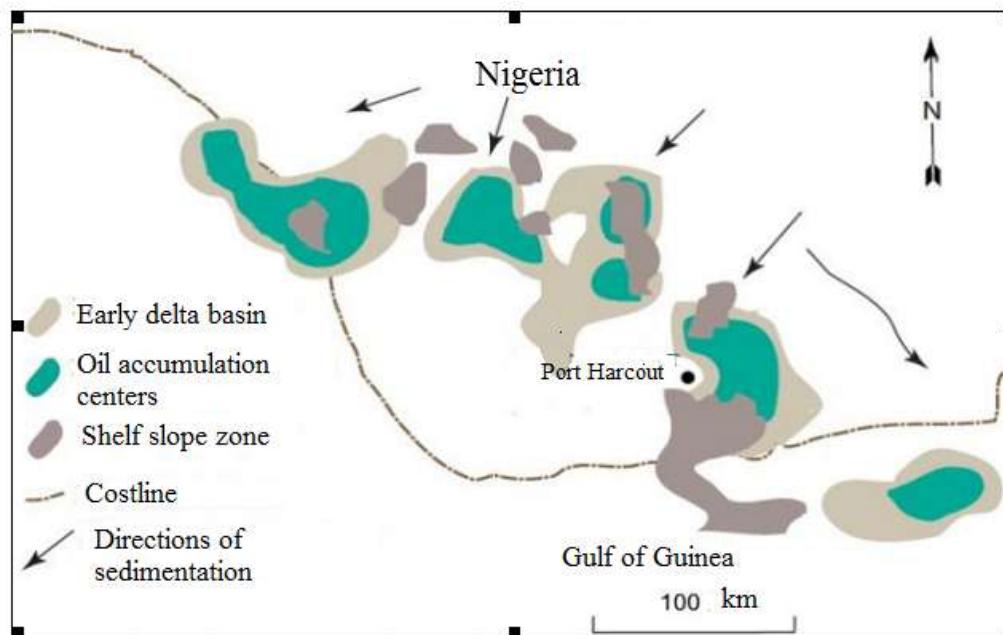 Nigeria
N
Early delta basin
Oil accumulation
centers
Port Harcout
Shelf slope zone
Costline
Directions of
sedimentation
Gulf of Guinea
100 km